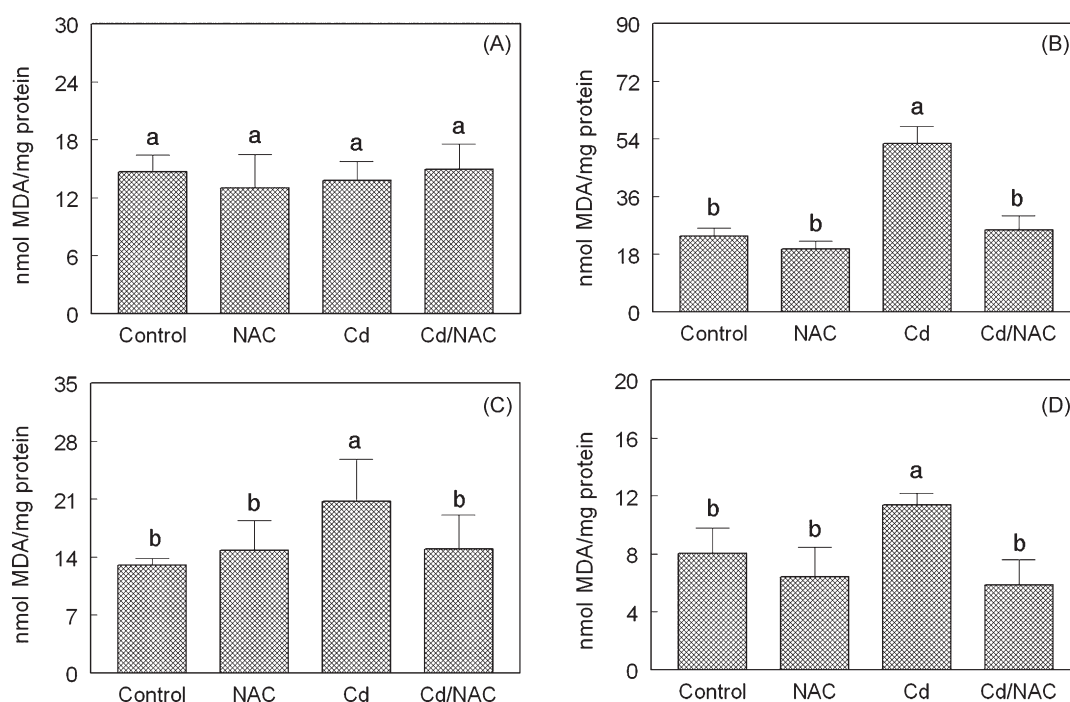 30
(A)
24
a
a
a
a
18
12
6
0
nmol MDA/mg protein
Control
NAC
Cd
Cd/NAC
90
(B)
72
a
54
36
b
b
b
18
0
nmol MDA/mg protein
Control
NAC
Cd
Cd/NAC
35
(C)
28
a
21
b
b
b
14
7
0
nmol MDA/mg protein
Control
NAC
Cd
Cd/NAC
20
(D)
16
a
12
b
b
b
8
4
0
nmol MDA/mg protein
Control
NAC
Cd
Cd/NAC